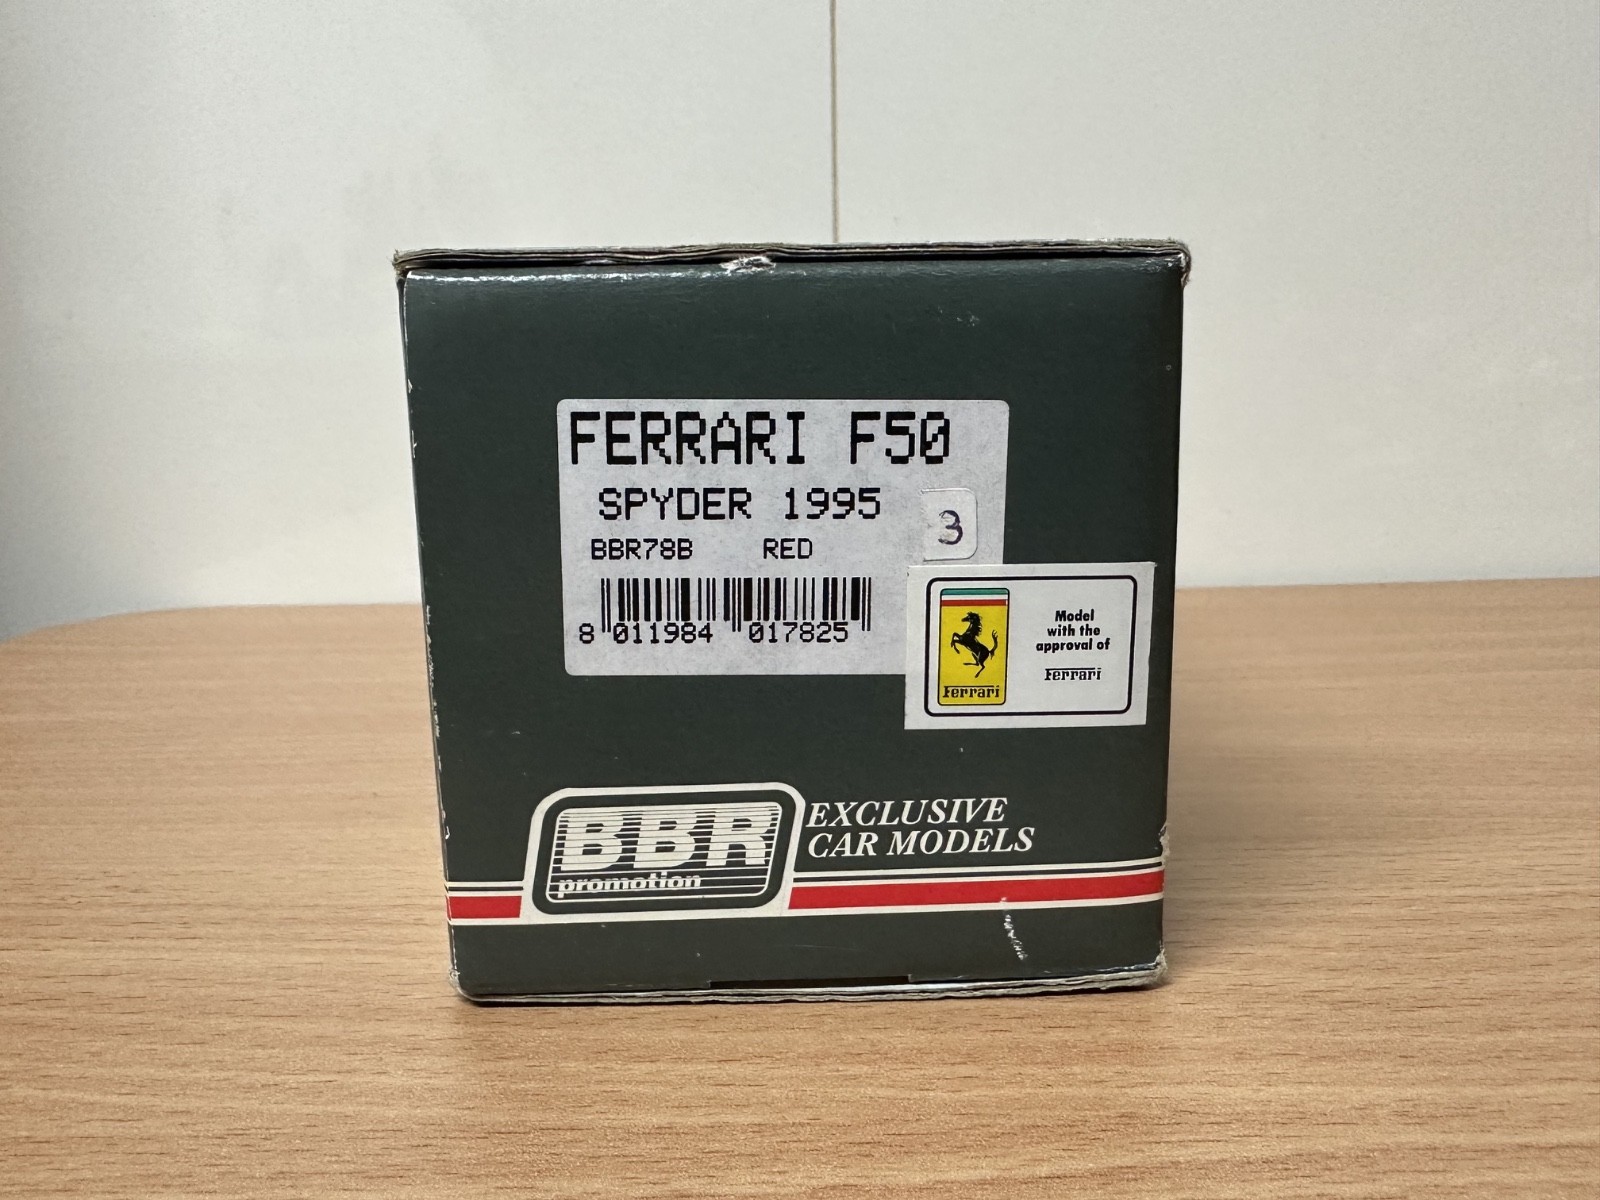 FERRARI F50
SPYDER 1995
3
BBR78B RED
8 011984 017825
Ferrari
Model
with the
approval of
Ferrari
BBR
promotion
EXCLUSIVE
CAR MODELS